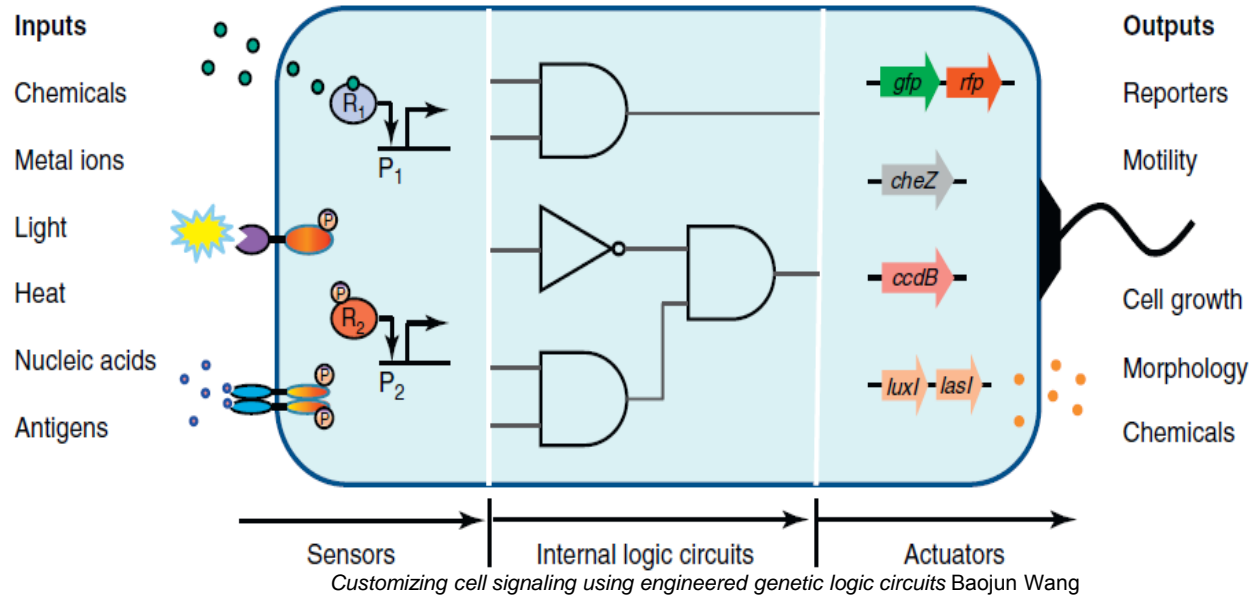 Inputs
Chemicals
Metal ions
Light
Heat
Nucleic acids
Antigens
R1
P1
P
P
R2
P2
P
P
gfp rfp
cheZ
ccdB
luxI lasI
Outputs
Reporters
Motility
Cell growth
Morphology
Chemicals
Sensors
Internal logic circuits
Actuators
Customizing cell signaling using engineered genetic logic circuits Baojun Wang